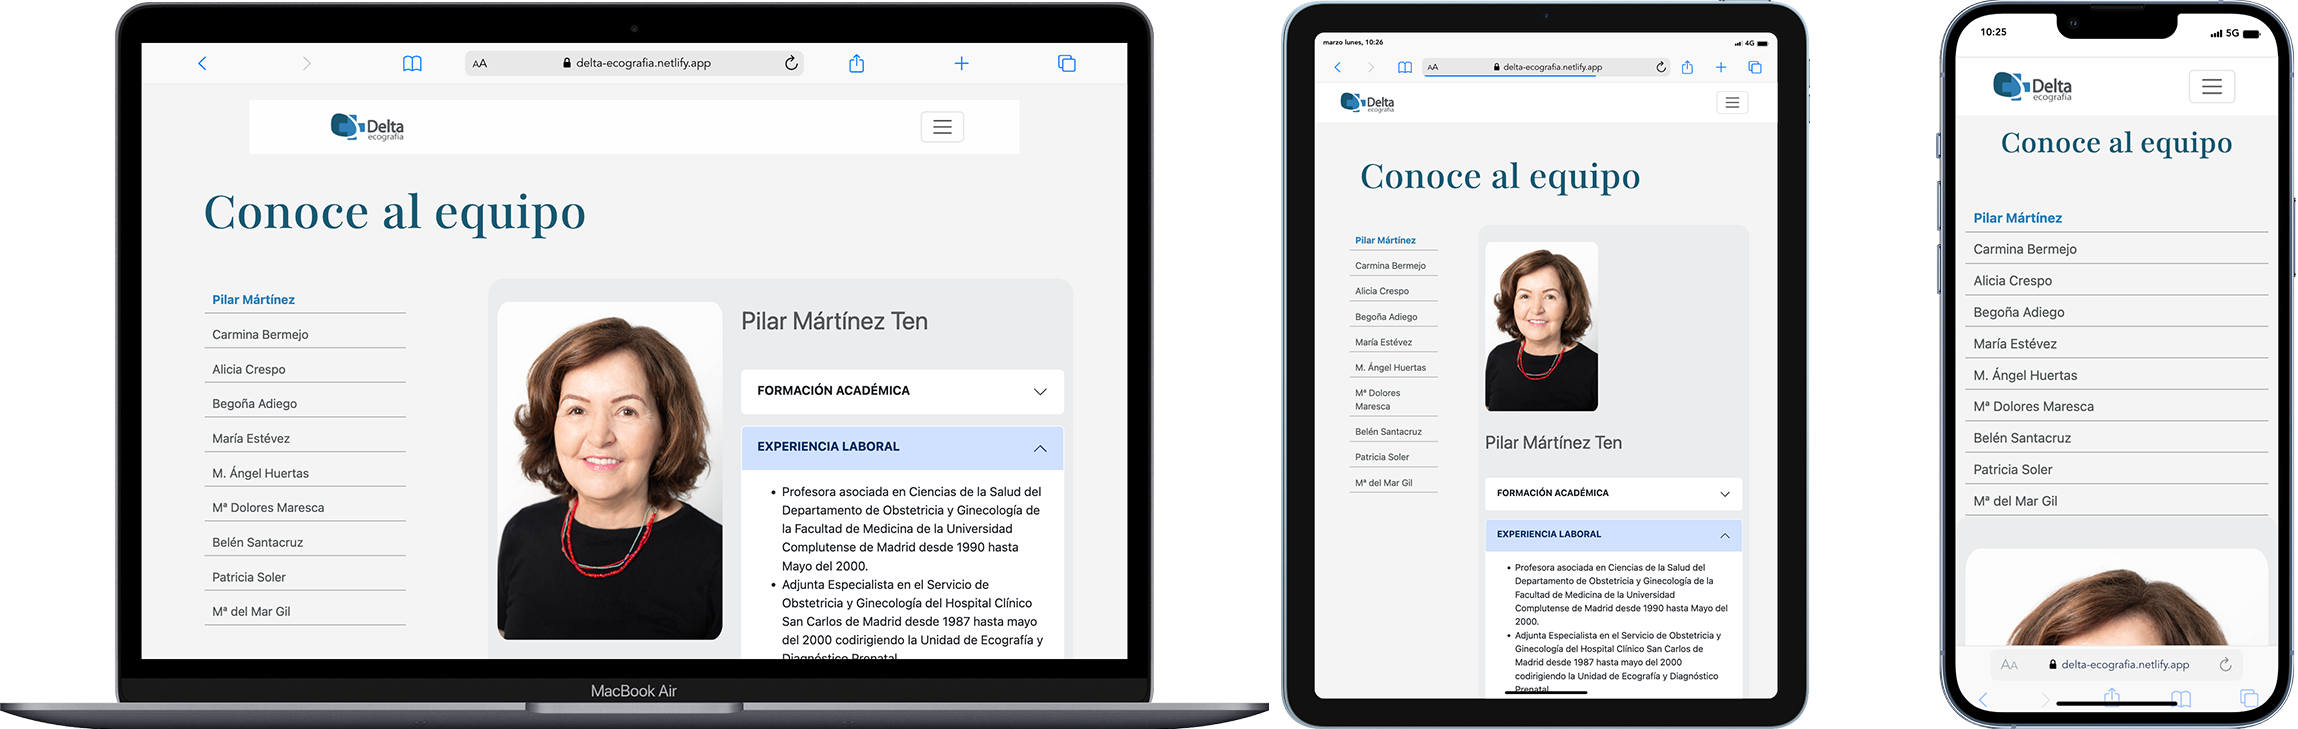 AA delta-ecografia.netlify.app
Delta
ecografía
Conoce al equipo
Pilar Mártínez
Carmina Bermejo
Alicia Crespo
Begoña Adiego
María Estévez
M. Ángel Huertas
Mª Dolores Maresca
Belén Santacruz
Patricia Soler
Mª del Mar Gil
Pilar Mártínez Ten
FORMACIÓN ACADÉMICA
EXPERIENCIA LABORAL
• Profesora asociada en Ciencias de la Salud del
Departamento de Obstetricia y Ginecología de
la Facultad de Medicina de la Universidad
Complutense de Madrid desde 1990 hasta
Mayo del 2000.
• Adjunta Especialista en el Servicio de
Obstetricia y Ginecología del Hospital Clínico
San Carlos de Madrid desde 1987 hasta mayo
del 2000 codirigiendo la Unidad de Ecografía y
Diagnóstico Prenatal
MacBook Air
marzo lunes, 10:26 4G
AA delta-ecografia.netlify.app
Delta
ecografía
Conoce al equipo
Pilar Mártínez
Carmina Bermejo
Alicia Crespo
Begoña Adiego
María Estévez
M. Ángel Huertas
Mª Dolores
Maresca
Belén Santacruz
Patricia Soler
Mª del Mar Gil
Pilar Mártínez Ten
FORMACIÓN ACADÉMICA
EXPERIENCIA LABORAL
• Profesora asociada en Ciencias de la Salud del
Departamento de Obstetricia y Ginecología de la
Facultad de Medicina de la Universidad
Complutense de Madrid desde 1990 hasta Mayo del
2000.
• Adjunta Especialista en el Servicio de Obstetricia y
Ginecología del Hospital Clínico San Carlos de
Madrid desde 1987 hasta mayo del 2000
codirigiendo la Unidad de Ecografía y Diagnóstico
Prenatal
10:25 5G
Delta
ecografía
Conoce al equipo
Pilar Mártínez
Carmina Bermejo
Alicia Crespo
Begoña Adiego
María Estévez
M. Ángel Huertas
Mª Dolores Maresca
Belén Santacruz
Patricia Soler
Mª del Mar Gil
AA delta-ecografia.netlify.app